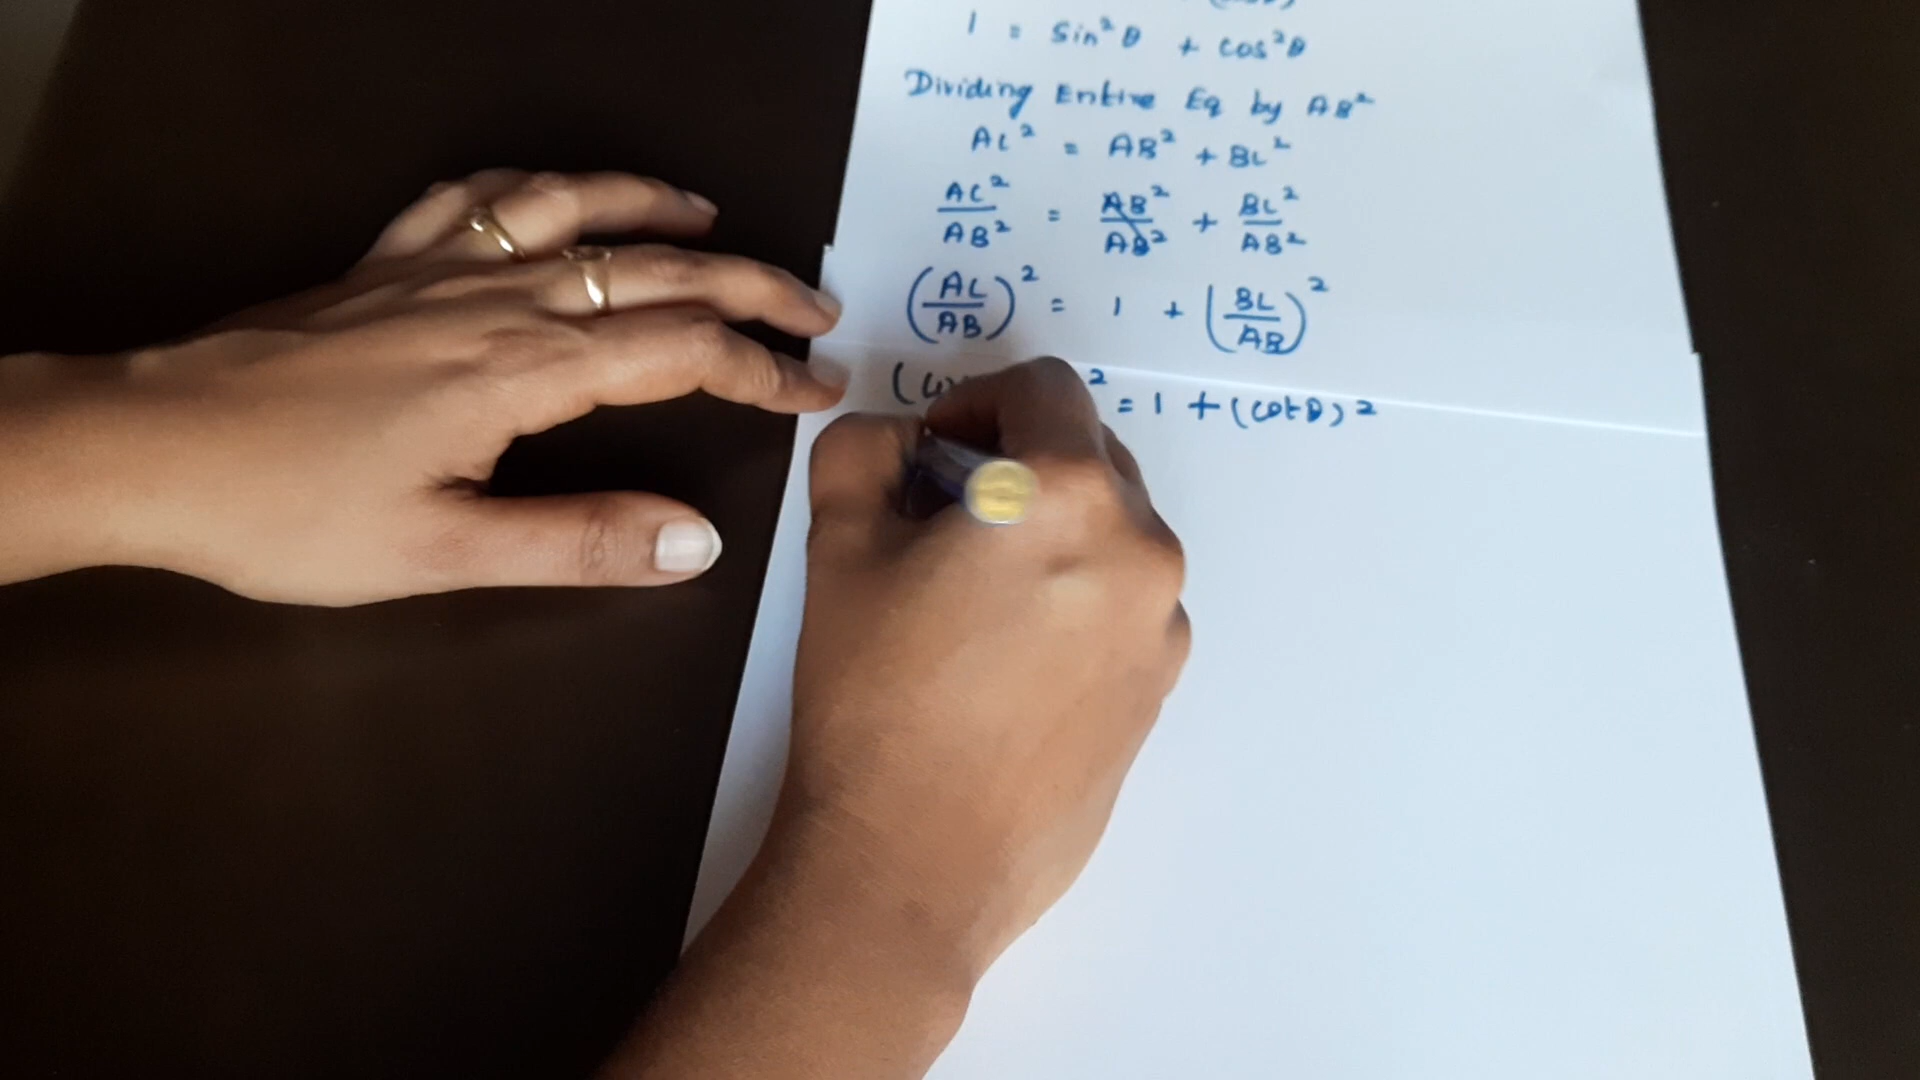 1 = Sin²θ + cos²θ
Dividing Entire Eq by AB²
AC² = AB² + BC²
AC²/AB² = AB²/AB² + BC²/AB²
(AC/AB)² = 1 + (BC/AB)²
² = 1 + (cotθ)²